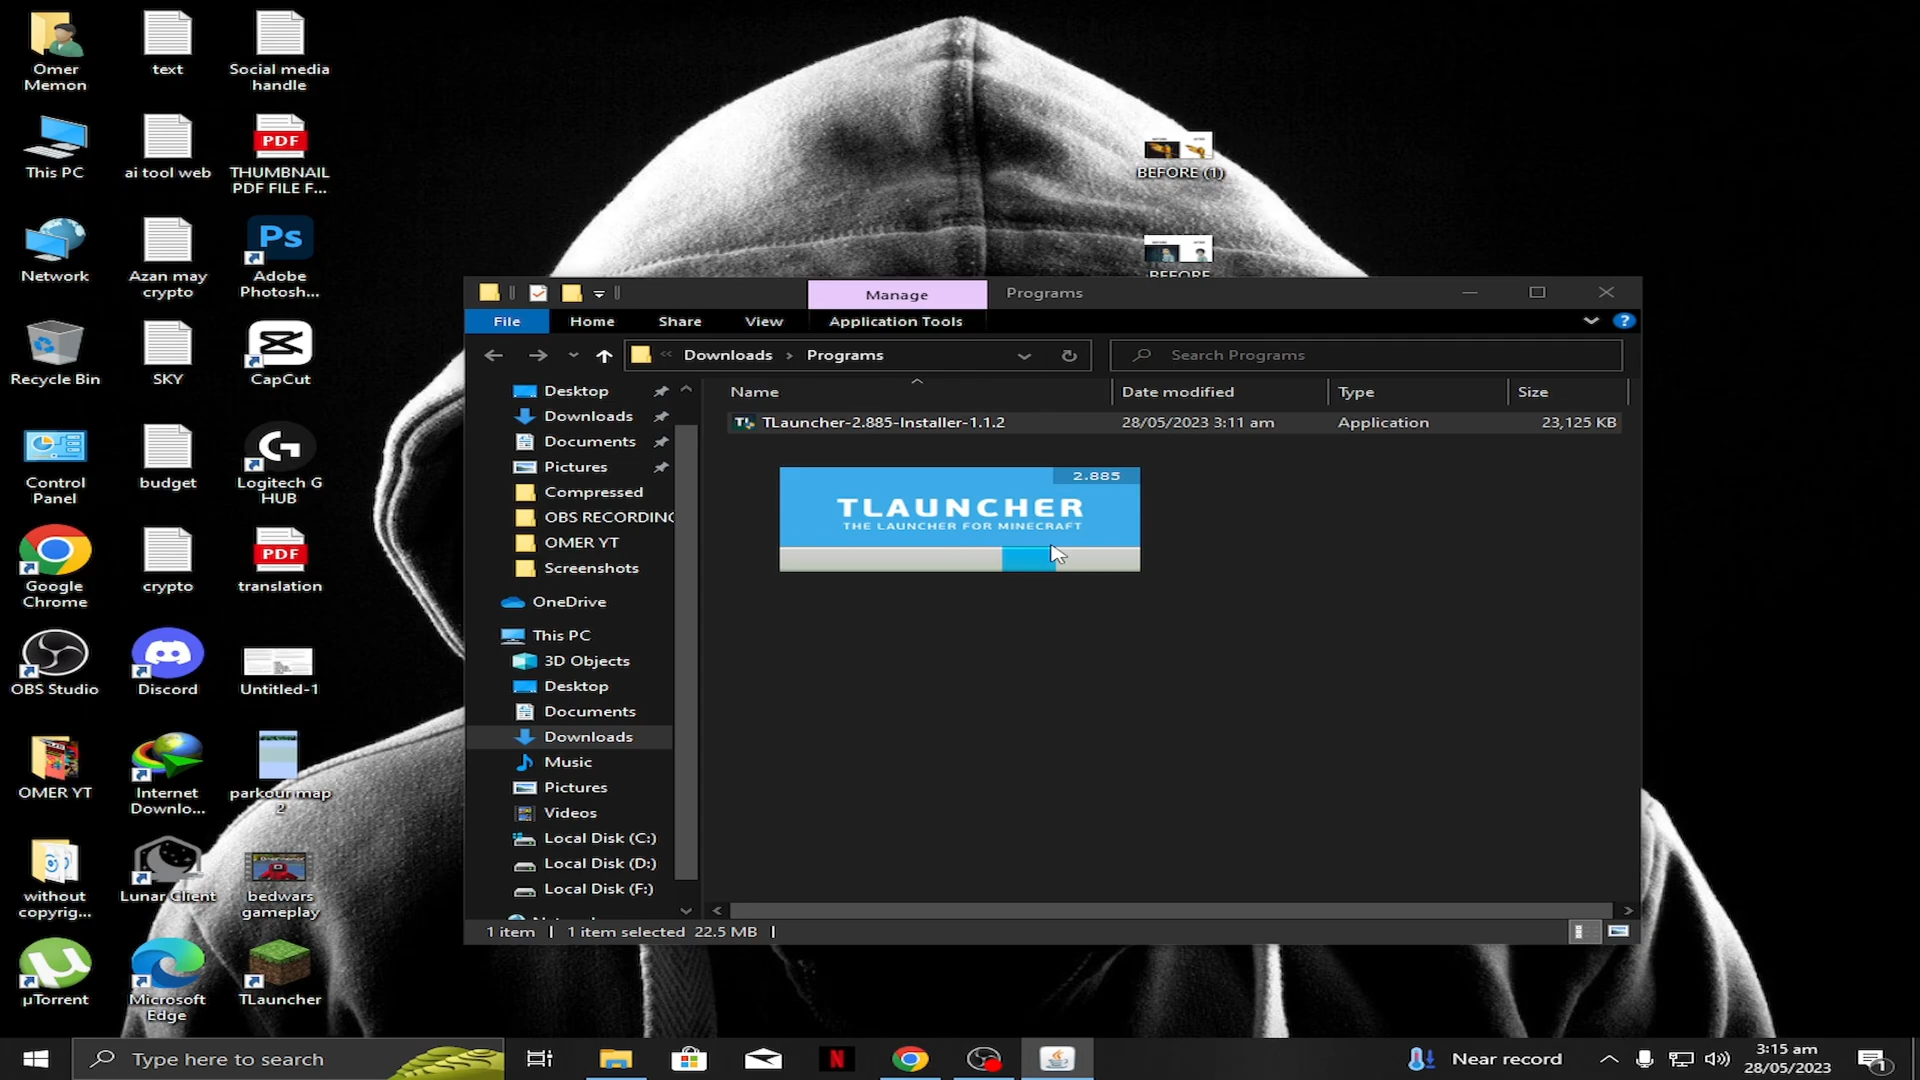 Omer
Memon
text
Social media
handle
This PC
ai tool web
PDF
THUMBNAIL
PDF FILE F...
Network
Azan may
crypto
Ps
Adobe
Photosh...
Recycle Bin
SKY
CapCut
Control
Panel
budget
Logitech G
HUB
Google
Chrome
crypto
PDF
translation
OBS Studio
Discord
Untitled-1
OMER YT
Internet
Downlo...
parkour map
2
without
copyrig...
Lunar Client
bedwars
gameplay
µTorrent
Microsoft
Edge
TLauncher
BEFORE (1)
BEFORE
Manage
Programs
File
Home
Share
View
Application Tools
Downloads
Programs
Search Programs
Name
Date modified
Type
Size
TLauncher-2.885-Installer-1.1.2
28/05/2023 3:11 am
Application
23,125 KB
Desktop
Downloads
Documents
Pictures
Compressed
OBS RECORDING
OMER YT
Screenshots
OneDrive
This PC
3D Objects
Desktop
Documents
Downloads
Music
Pictures
Videos
Local Disk (C:)
Local Disk (D:)
Local Disk (F:)
2.885
TLAUNCHER
THE LAUNCHER FOR MINECRAFT
1 item
1 item selected 22.5 MB
Type here to search
Near record
3:15 am
28/05/2023
1